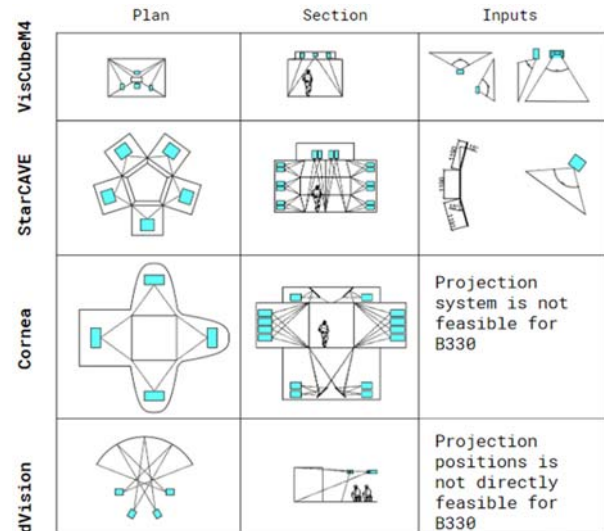 Plan Section Inputs
VisCubeM4
StarCAVE
Cornea
Projection
system is not
feasible for
B330
dVision
Projection
positions is
not directly
feasible for
B330